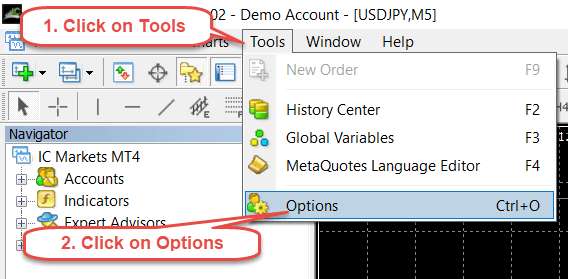 1. Click on Tools
02 - Demo Account - [USDJPY,M5]
Tools Window Help
New Order F9
History Center F2
Global Variables F3
MetaQuotes Language Editor F4
Options Ctrl+O
Navigator
IC Markets MT4
Accounts
Indicators
Expert Advisors
2. Click on Options